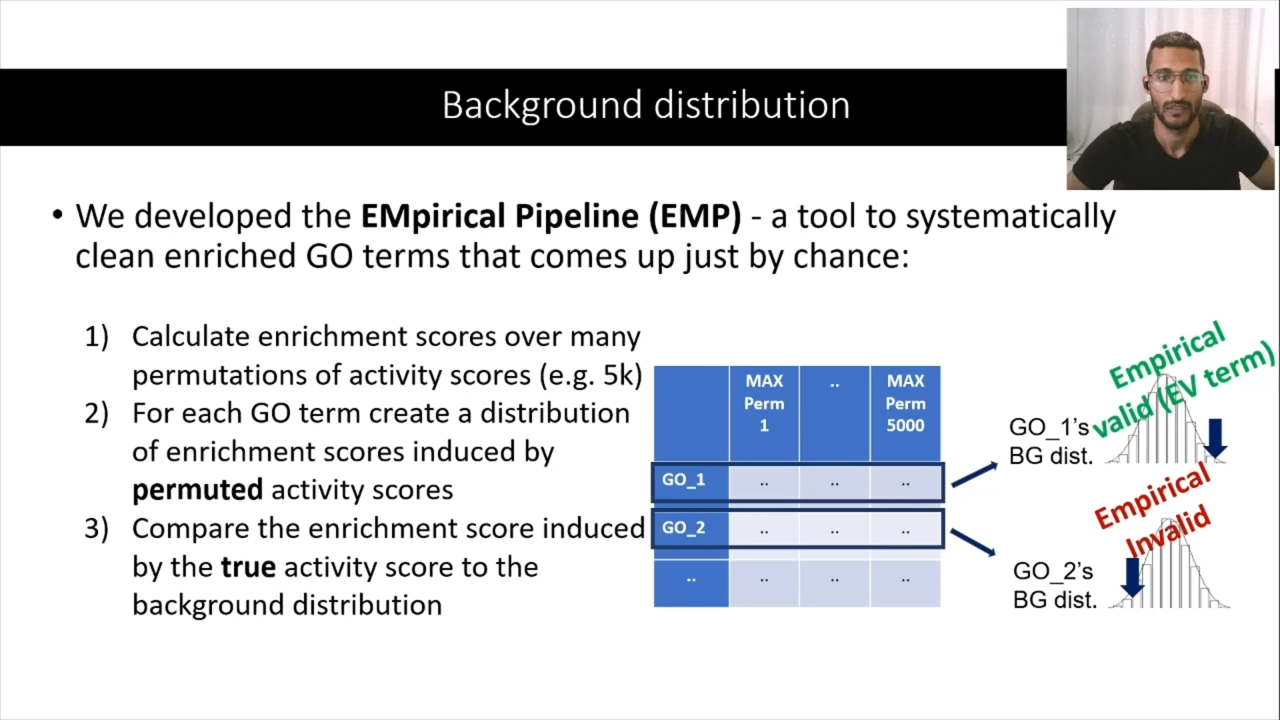 Background distribution
• We developed the EMpirical Pipeline (EMP) - a tool to systematically
clean enriched GO terms that comes up just by chance:
1) Calculate enrichment scores over many
permutations of activity scores (e.g. 5k)
2) For each GO term create a distribution
of enrichment scores induced by
permuted activity scores
3) Compare the enrichment score induced
by the true activity score to the
background distribution
MAX Perm 1
..
MAX Perm 5000
GO_1 .. .. ..
GO_2 .. .. ..
.. .. .. ..
Empirical
valid (EV term)
GO_1’s
BG dist.
Empirical
Invalid
GO_2’s
BG dist.